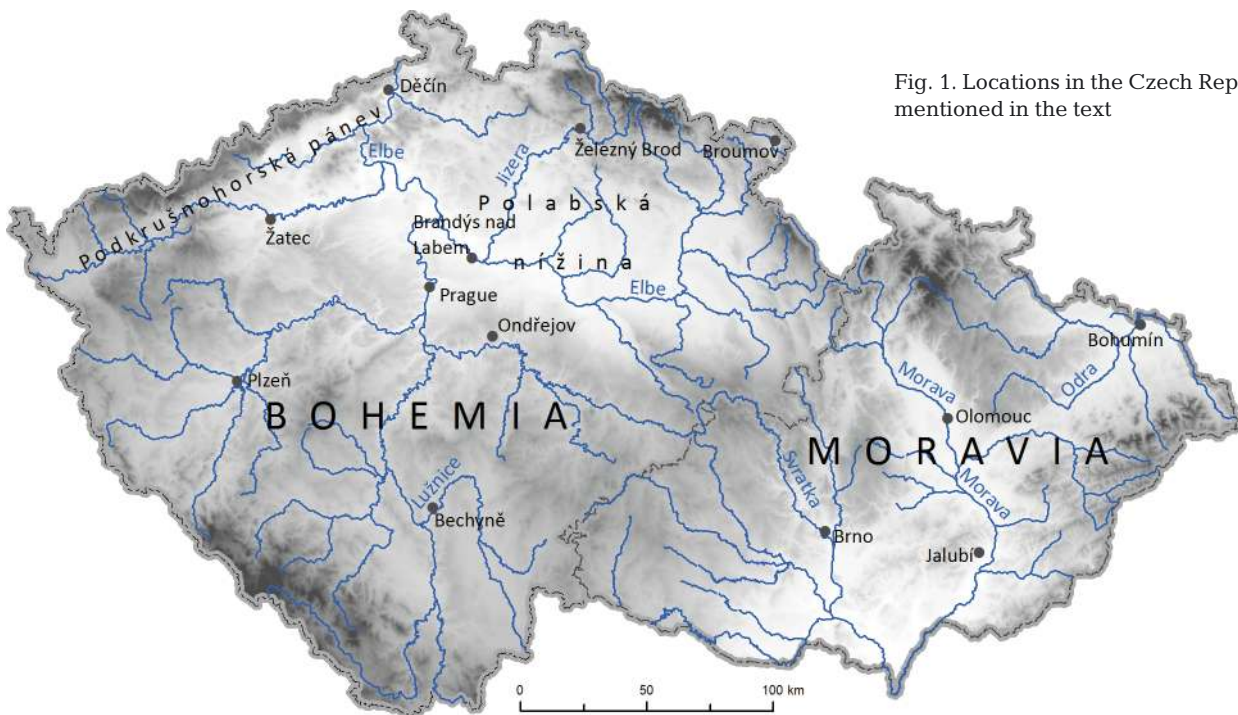 Fig. 1. Locations in the Czech Rep
mentioned in the text
Děčín
Podkrušnohorská pánev
Elbe
Jizera
Železný Brod
Broumov
Žatec
Polabská
Brandýs nad
Labem
nížina
Elbe
Prague
Ondřejov
Bohumín
Plzeň
Morava
Odra
BOHEMIA
Olomouc
MORAVIA
Lužnice
Svratka
Morava
Bechyně
Brno
Jalubí
0 50 100 km